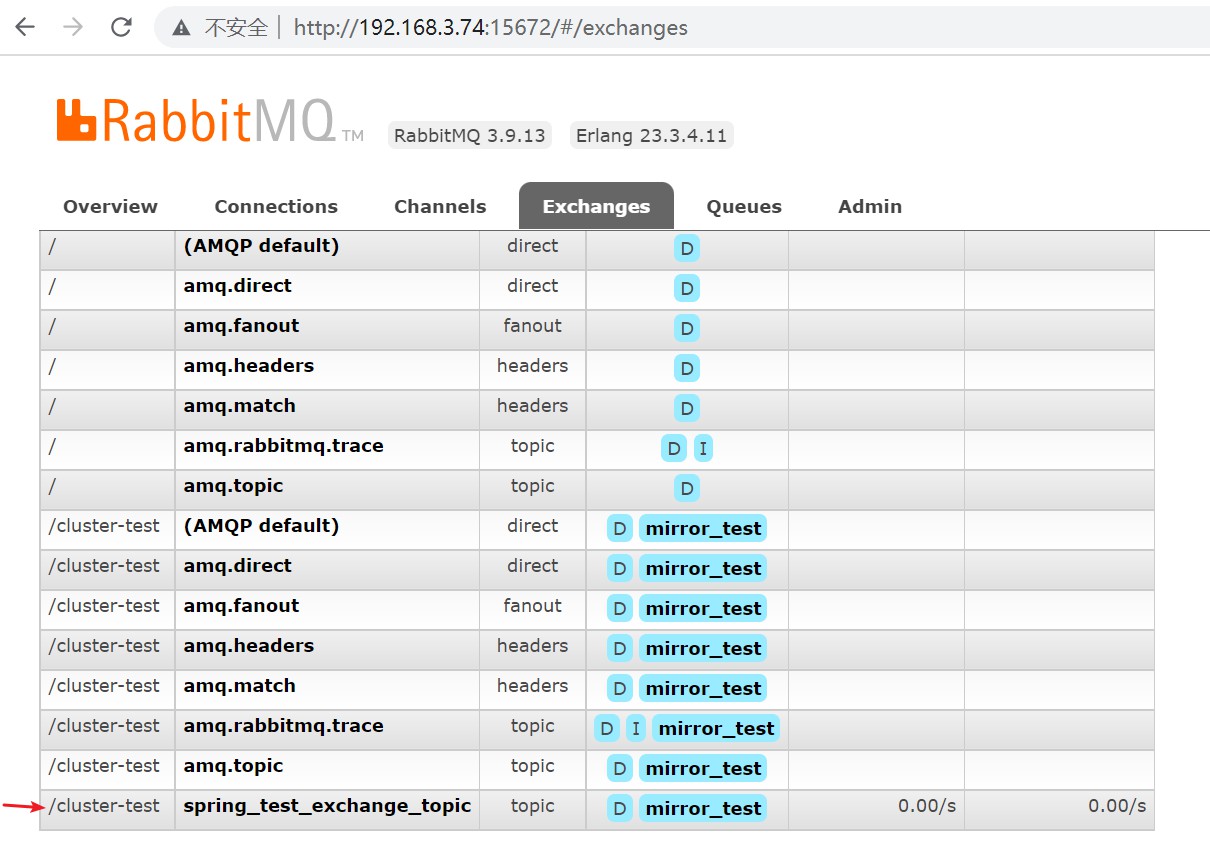 不安全 http://192.168.3.74:15672/#/exchanges
RabbitMQ TM RabbitMQ 3.9.13 Erlang 23.3.4.11
Overview Connections Channels Exchanges Queues Admin
/ (AMQP default) direct D
/ amq.direct direct D
/ amq.fanout fanout D
/ amq.headers headers D
/ amq.match headers D
/ amq.rabbitmq.trace topic D I
/ amq.topic topic D
/cluster-test (AMQP default) direct D mirror_test
/cluster-test amq.direct direct D mirror_test
/cluster-test amq.fanout fanout D mirror_test
/cluster-test amq.headers headers D mirror_test
/cluster-test amq.match headers D mirror_test
/cluster-test amq.rabbitmq.trace topic D I mirror_test
/cluster-test amq.topic topic D mirror_test
/cluster-test spring_test_exchange_topic topic D mirror_test 0.00/s 0.00/s